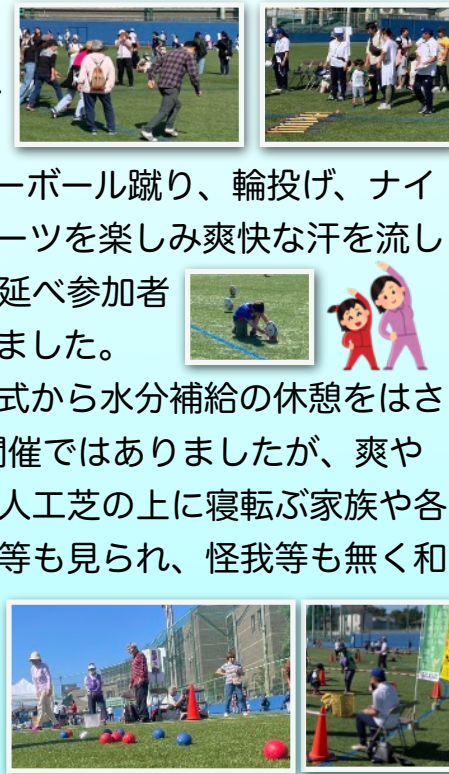 ーボール蹴り、輪投げ、ナイ
ーツを楽しみ爽快な汗を流し
延べ参加者
ました。
式から水分補給の休憩をはさ
開催ではありましたが、爽や
人工芝の上に寝転ぶ家族や各
等も見られ、怪我等も無く和